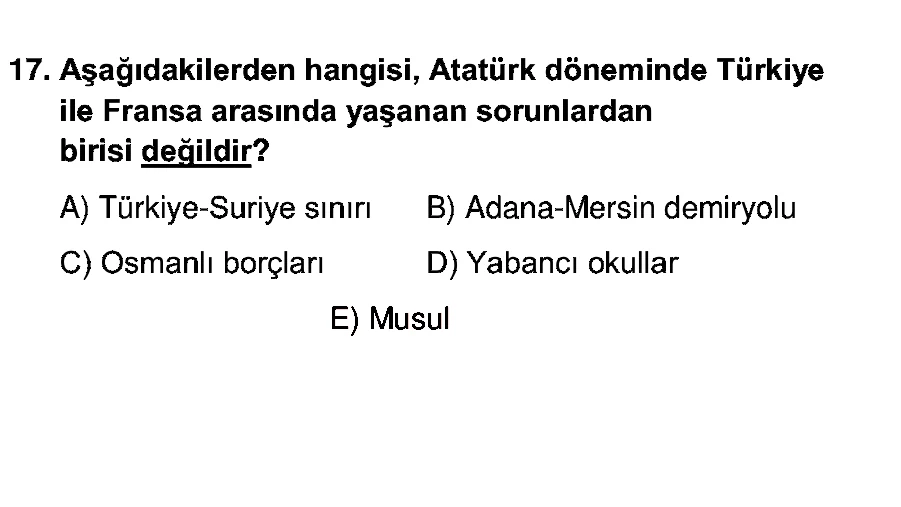 17. Aşağıdakilerden hangisi, Atatürk döneminde Türkiye
ile Fransa arasında yaşanan sorunlardan
birisi değildir?
A) Türkiye-Suriye sınırı B) Adana-Mersin demiryolu
C) Osmanlı borçları D) Yabancı okullar
E) Musul